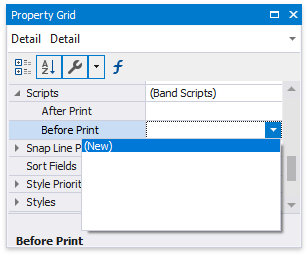 Property Grid
Detail Detail
Scripts (Band Scripts)
After Print
Before Print
(New)
Snap Line P
Sort Fields
Style Priorit
Styles
Before Print